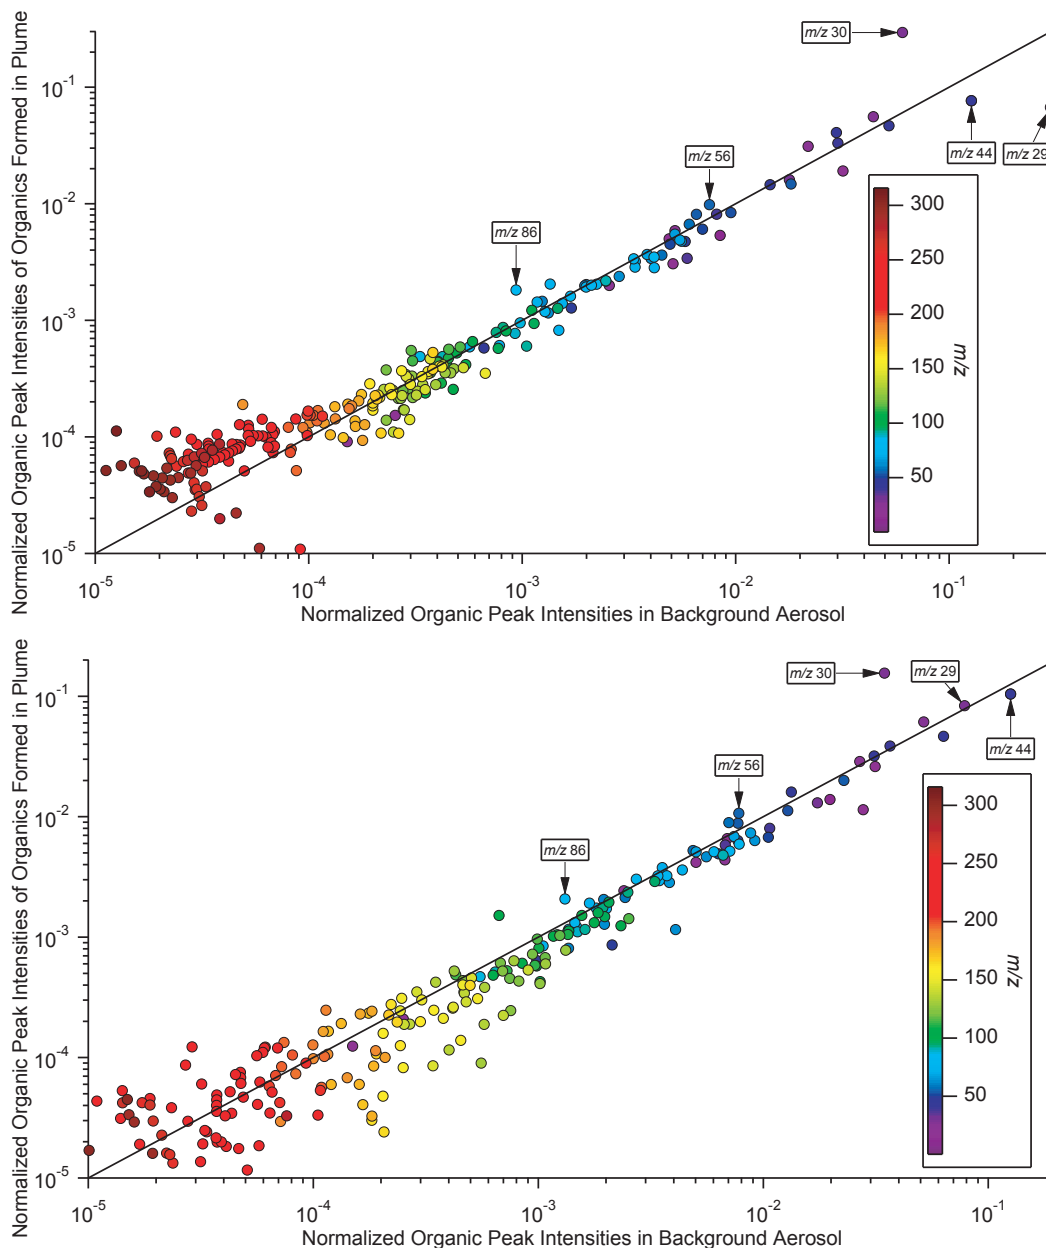 Normalized Organic Peak Intensities of Organics Formed in Plume
10⁻¹
10⁻²
10⁻³
10⁻⁴
10⁻⁵
m/z 30
m/z 44
m/z 29
m/z 56
m/z 86
300
250
200
150
100
50
m/z
10⁻⁵ 10⁻⁴ 10⁻³ 10⁻² 10⁻¹
Normalized Organic Peak Intensities in Background Aerosol
Normalized Organic Peak Intensities of Organics Formed in Plume
10⁻¹
10⁻²
10⁻³
10⁻⁴
10⁻⁵
m/z 30
m/z 29
m/z 44
m/z 56
m/z 86
300
250
200
150
100
50
m/z
10⁻⁵ 10⁻⁴ 10⁻³ 10⁻² 10⁻¹
Normalized Organic Peak Intensities in Background Aerosol